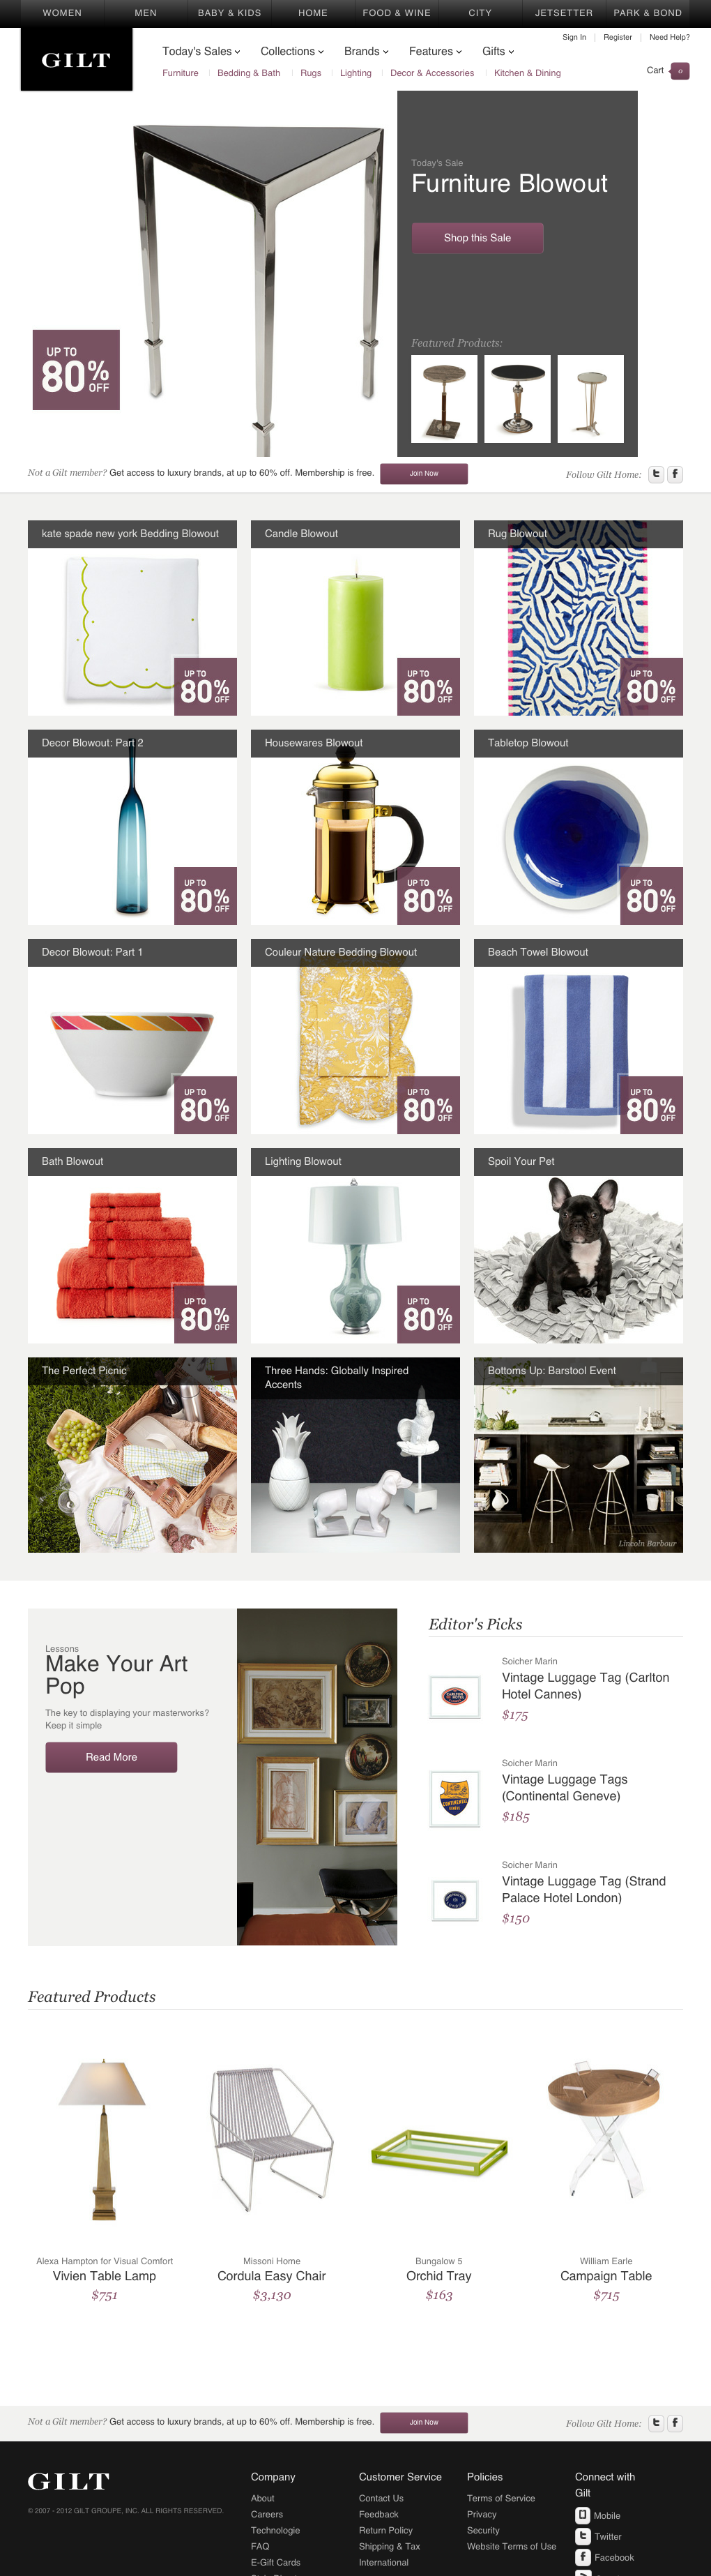 WOMEN MEN BABY & KIDS HOME FOOD & WINE CITY JETSETTER PARK & BOND
Sign In Register Need Help?
GILT
Today's Sales Collections Brands Features Gifts
Furniture Bedding & Bath Rugs Lighting Decor & Accessories Kitchen & Dining
Cart 0
Today's Sale
Furniture Blowout
Shop this Sale
UP TO
80% OFF
Featured Products:
Not a Gilt member? Get access to luxury brands, at up to 60% off. Membership is free. Join Now Follow Gilt Home:
kate spade new york Bedding Blowout
UP TO
80% OFF
Candle Blowout
UP TO
80% OFF
Rug Blowout
UP TO
80% OFF
Decor Blowout: Part 2
UP TO
80% OFF
Housewares Blowout
UP TO
80% OFF
Tabletop Blowout
UP TO
80% OFF
Decor Blowout: Part 1
UP TO
80% OFF
Couleur Nature Bedding Blowout
UP TO
80% OFF
Beach Towel Blowout
UP TO
80% OFF
Bath Blowout
UP TO
80% OFF
Lighting Blowout
UP TO
80% OFF
Spoil Your Pet
The Perfect Picnic
Three Hands: Globally Inspired
Accents
Bottoms Up: Barstool Event
Lincoln Barbour
Lessons
Make Your Art
Pop
The key to displaying your masterworks?
Keep it simple
Read More
Editor's Picks
Soicher Marin
Vintage Luggage Tag (Carlton
Hotel Cannes)
$175
Soicher Marin
Vintage Luggage Tags
(Continental Geneve)
$185
Soicher Marin
Vintage Luggage Tag (Strand
Palace Hotel London)
$150
Featured Products
Alexa Hampton for Visual Comfort
Vivien Table Lamp
$751
Missoni Home
Cordula Easy Chair
$3,130
Bungalow 5
Orchid Tray
$163
William Earle
Campaign Table
$715
Not a Gilt member? Get access to luxury brands, at up to 60% off. Membership is free. Join Now Follow Gilt Home:
GILT
© 2007 - 2012 GILT GROUPE, INC. ALL RIGHTS RESERVED.
Company
About
Careers
Technologie
FAQ
E-Gift Cards
Customer Service
Contact Us
Feedback
Return Policy
Shipping & Tax
International
Policies
Terms of Service
Privacy
Security
Website Terms of Use
Connect with
Gilt
Mobile
Twitter
Facebook